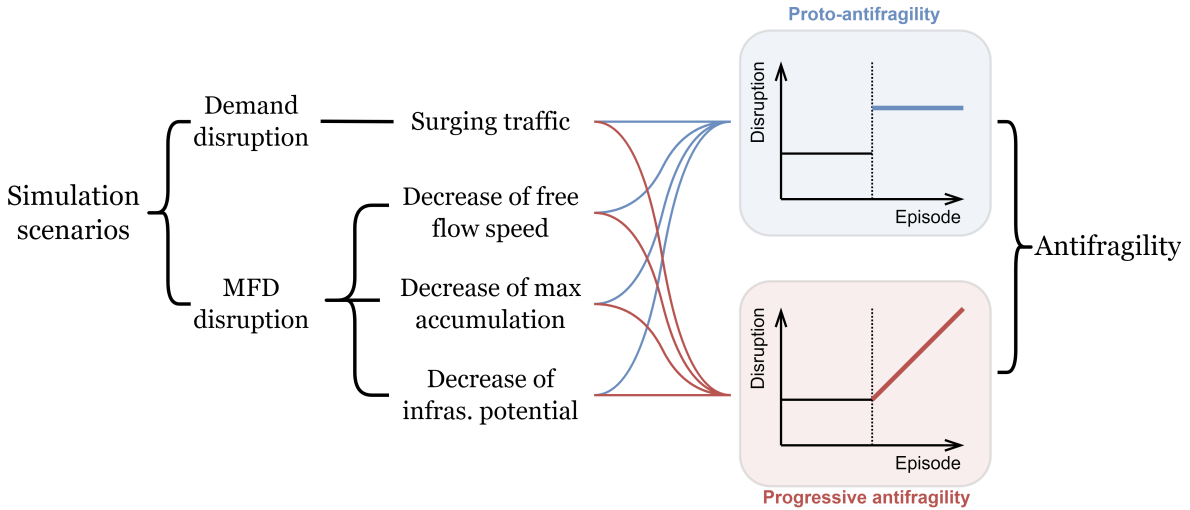 Simulation
scenarios
Demand
disruption
MFD
disruption
Surging traffic
Decrease of free
flow speed
Decrease of max
accumulation
Decrease of
infras. potential
Proto-antifragility
Disruption
Episode
Disruption
Episode
Progressive antifragility
Antifragility